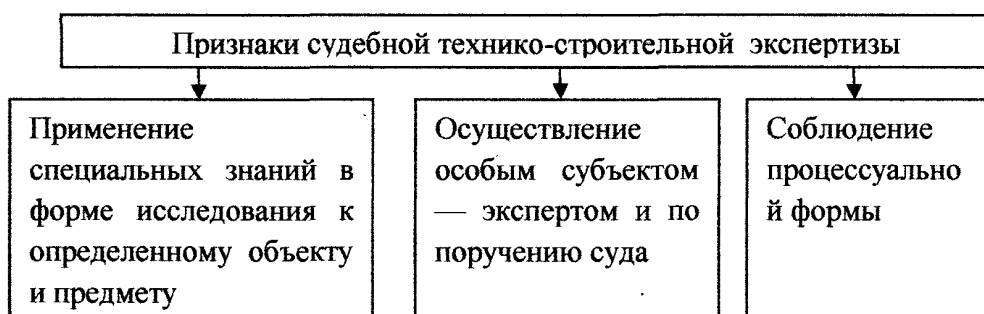 Признаки судебной технико-строительной экспертизы
Применение
специальных знаний в
форме исследования к
определенному объекту
и предмету
Осуществление
особым субъектом
— экспертом и по
поручению суда
Соблюдение
процессуально
й формы